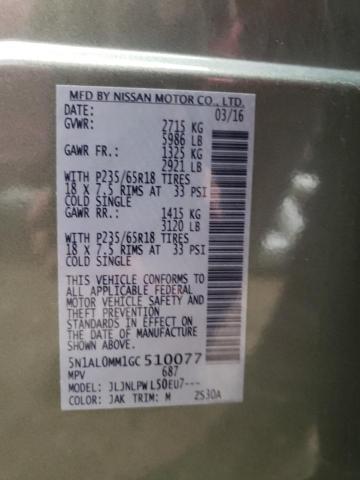 MFD BY NISSAN MOTOR CO., LTD.
DATE: 03/16
GVWR: 2715 KG
5986 LB
GAWR FR.: 1325 KG
2921 LB
WITH P235/65R18 TIRES
18 X 7.5 RIMS AT 33 PSI
COLD SINGLE
GAWR RR.: 1415 KG
3120 LB
WITH P235/65R18 TIRES
18 X 7.5 RIMS AT 33 PSI
COLD SINGLE
THIS VEHICLE CONFORMS TO
ALL APPLICABLE FEDERAL
MOTOR VEHICLE SAFETY
AND THEFT PREVENTION
STANDARDS IN EFFECT ON
THE DATE OF MANUFACTURE
SHOWN ABOVE.
5N1AL0MM1GC 510077
MPV 687
MODEL: JLJNLPWL50EU7---
COLOR: JAK TRIM: M ZS30A